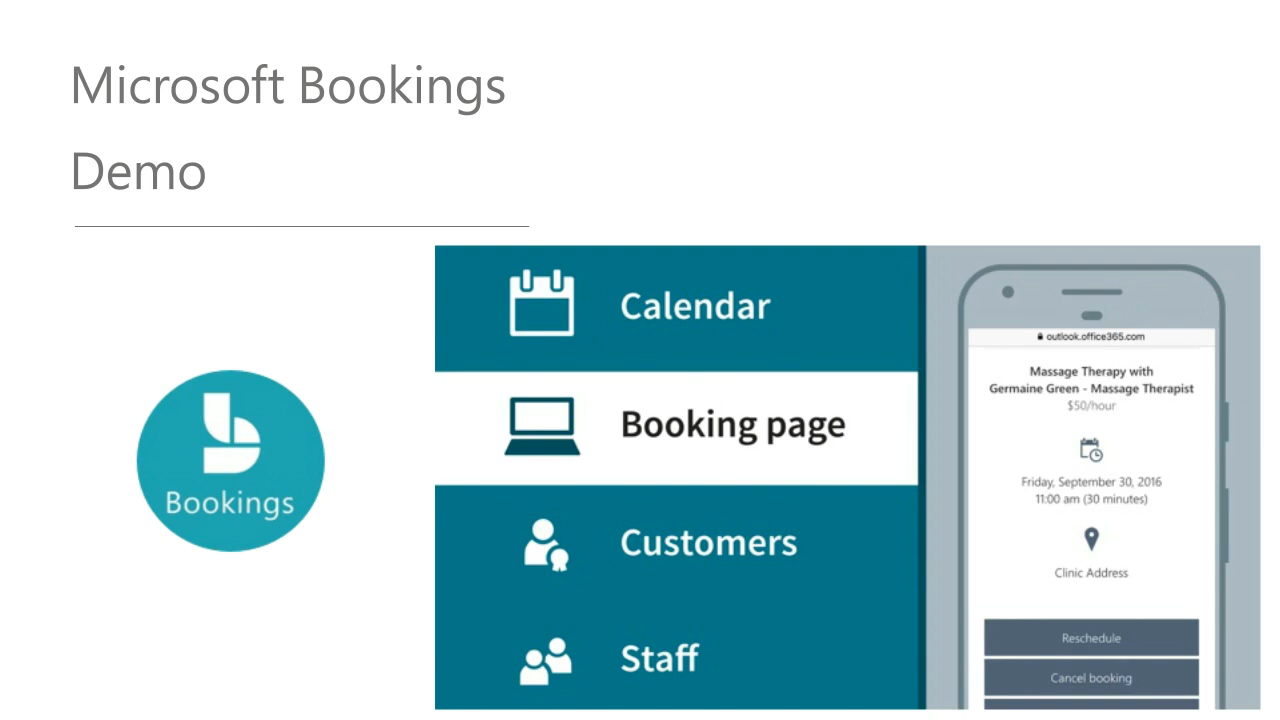 Microsoft Bookings
Demo
Bookings
Calendar
Booking page
Customers
Staff
outlook.office365.com
Massage Therapy with
Germaine Green - Massage Therapist
$50/hour
Friday, September 30, 2016
11:00 am (30 minutes)
Clinic Address
Reschedule
Cancel booking